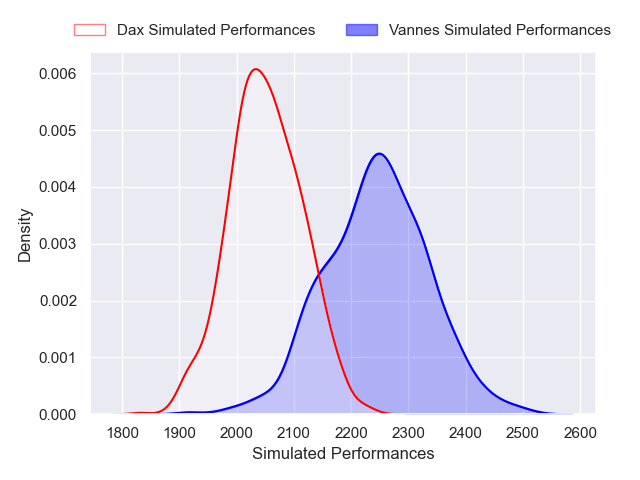 Dax Simulated Performances Vannes Simulated Performances
0.006
0.005
0.004
0.003
0.002
0.001
0.000
Density
1800 1900 2000 2100 2200 2300 2400 2500 2600
Simulated Performances